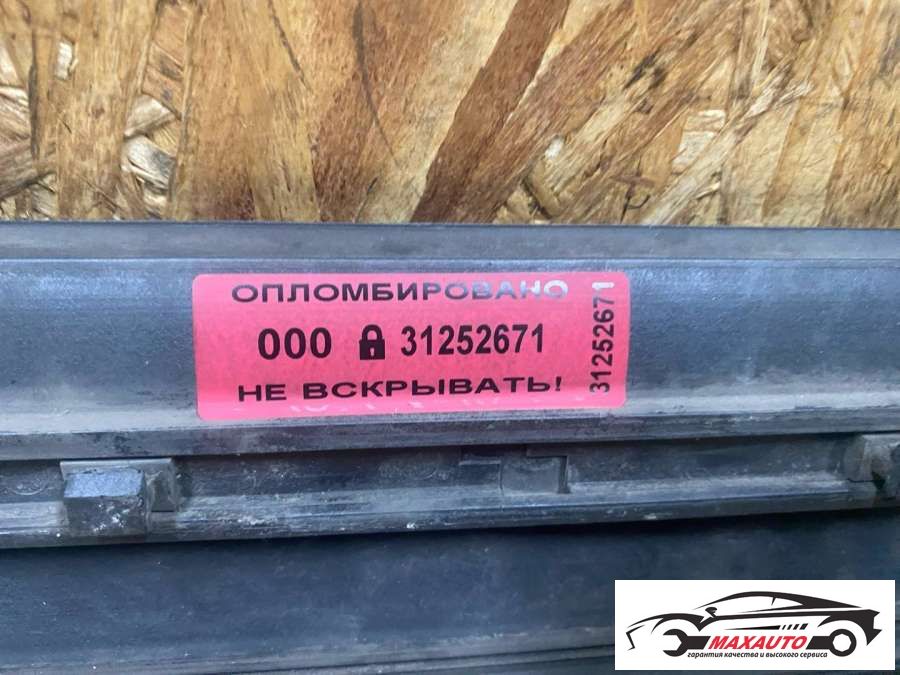 ОПЛОМБИРОВАНО
000 31252671
НЕ ВСКРЫВАТЬ!
31252671
MAXAUTO
гарантия качества и высокого сервиса